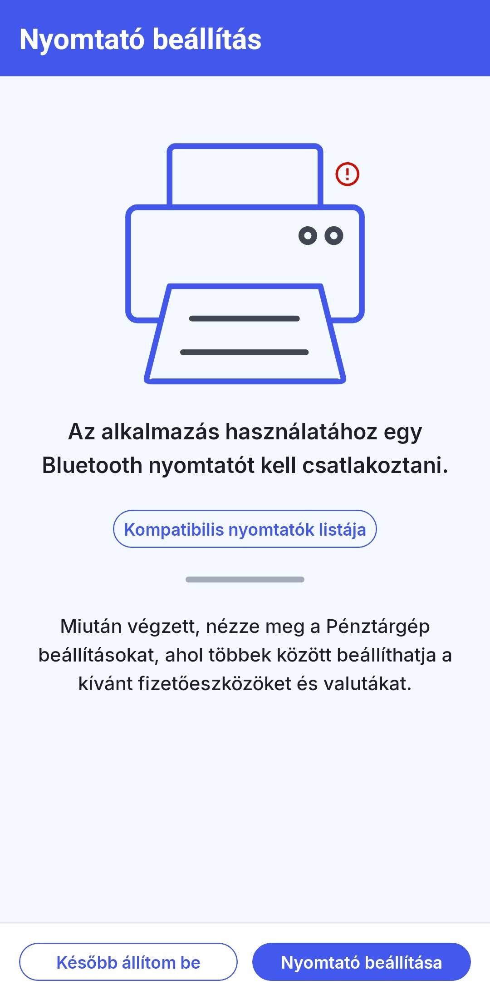 Nyomtató beállítás
Az alkalmazás használatához egy
Bluetooth nyomtatót kell csatlakoztani.
Kompatibilis nyomtatók listája
Miután végzett, nézze meg a Pénztárgép
beállításokat, ahol többek között beállíthatja a
kívánt fizetőeszközöket és valutákat.
Később állítom be
Nyomtató beállítása